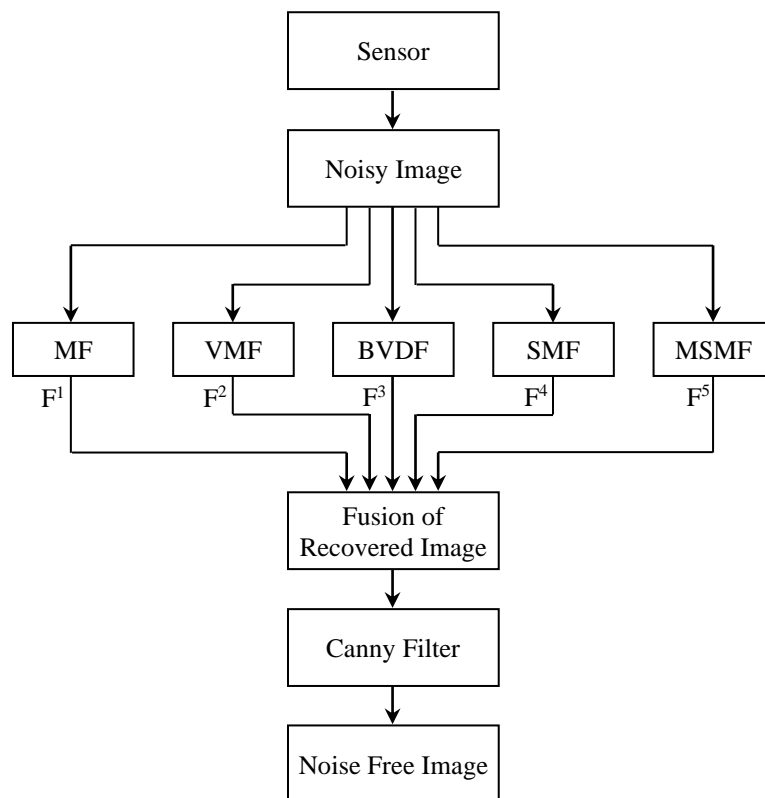 Sensor
Noisy Image
MF
VMF
BVDF
SMF
MSMF
F¹
F²
F³
F⁴
F⁵
Fusion of
Recovered Image
Canny Filter
Noise Free Image